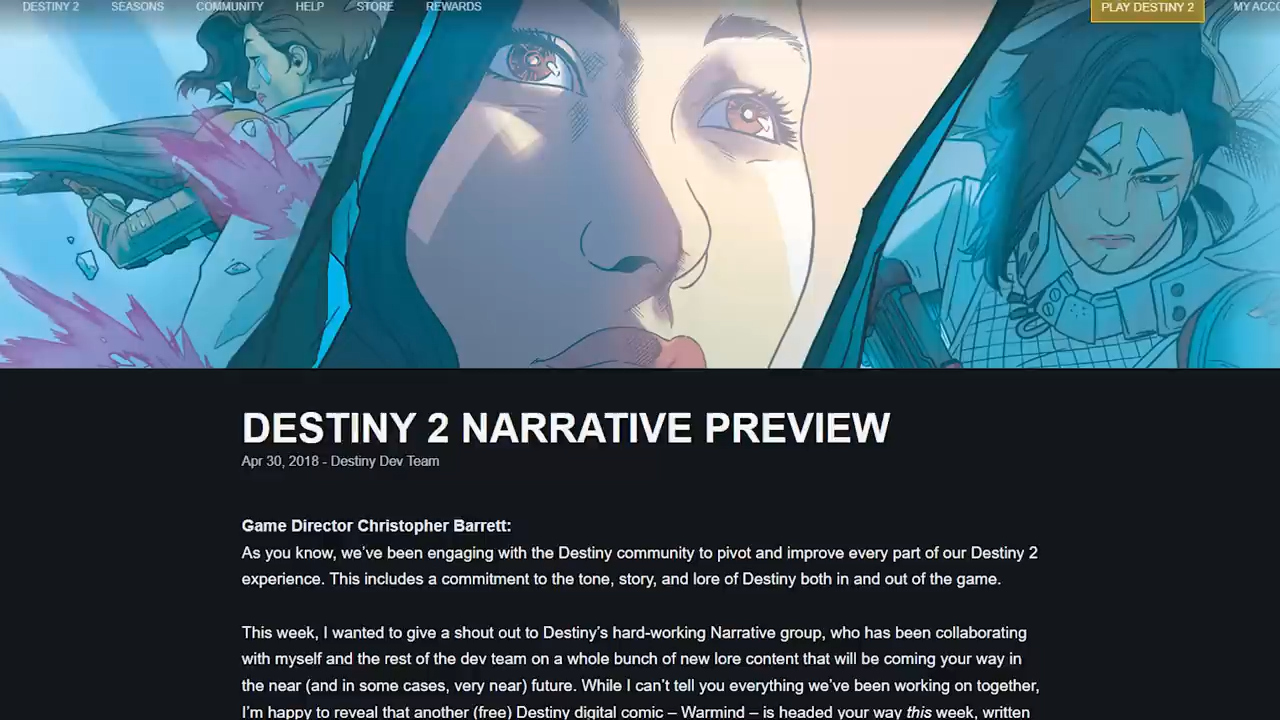 DESTINY 2 SEASONS COMMUNITY HELP STORE REWARDS PLAY DESTINY 2 MY ACCO
DESTINY 2 NARRATIVE PREVIEW
Apr 30, 2018 - Destiny Dev Team
Game Director Christopher Barrett:
As you know, we’ve been engaging with the Destiny community to pivot and improve every part of our Destiny 2
experience. This includes a commitment to the tone, story, and lore of Destiny both in and out of the game.
This week, I wanted to give a shout out to Destiny’s hard-working Narrative group, who has been collaborating
with myself and the rest of the dev team on a whole bunch of new lore content that will be coming your way in
the near (and in some cases, very near) future. While I can’t tell you everything we’ve been working on together,
I’m happy to reveal that another (free) Destiny digital comic – Warmind – is headed your way this week, written